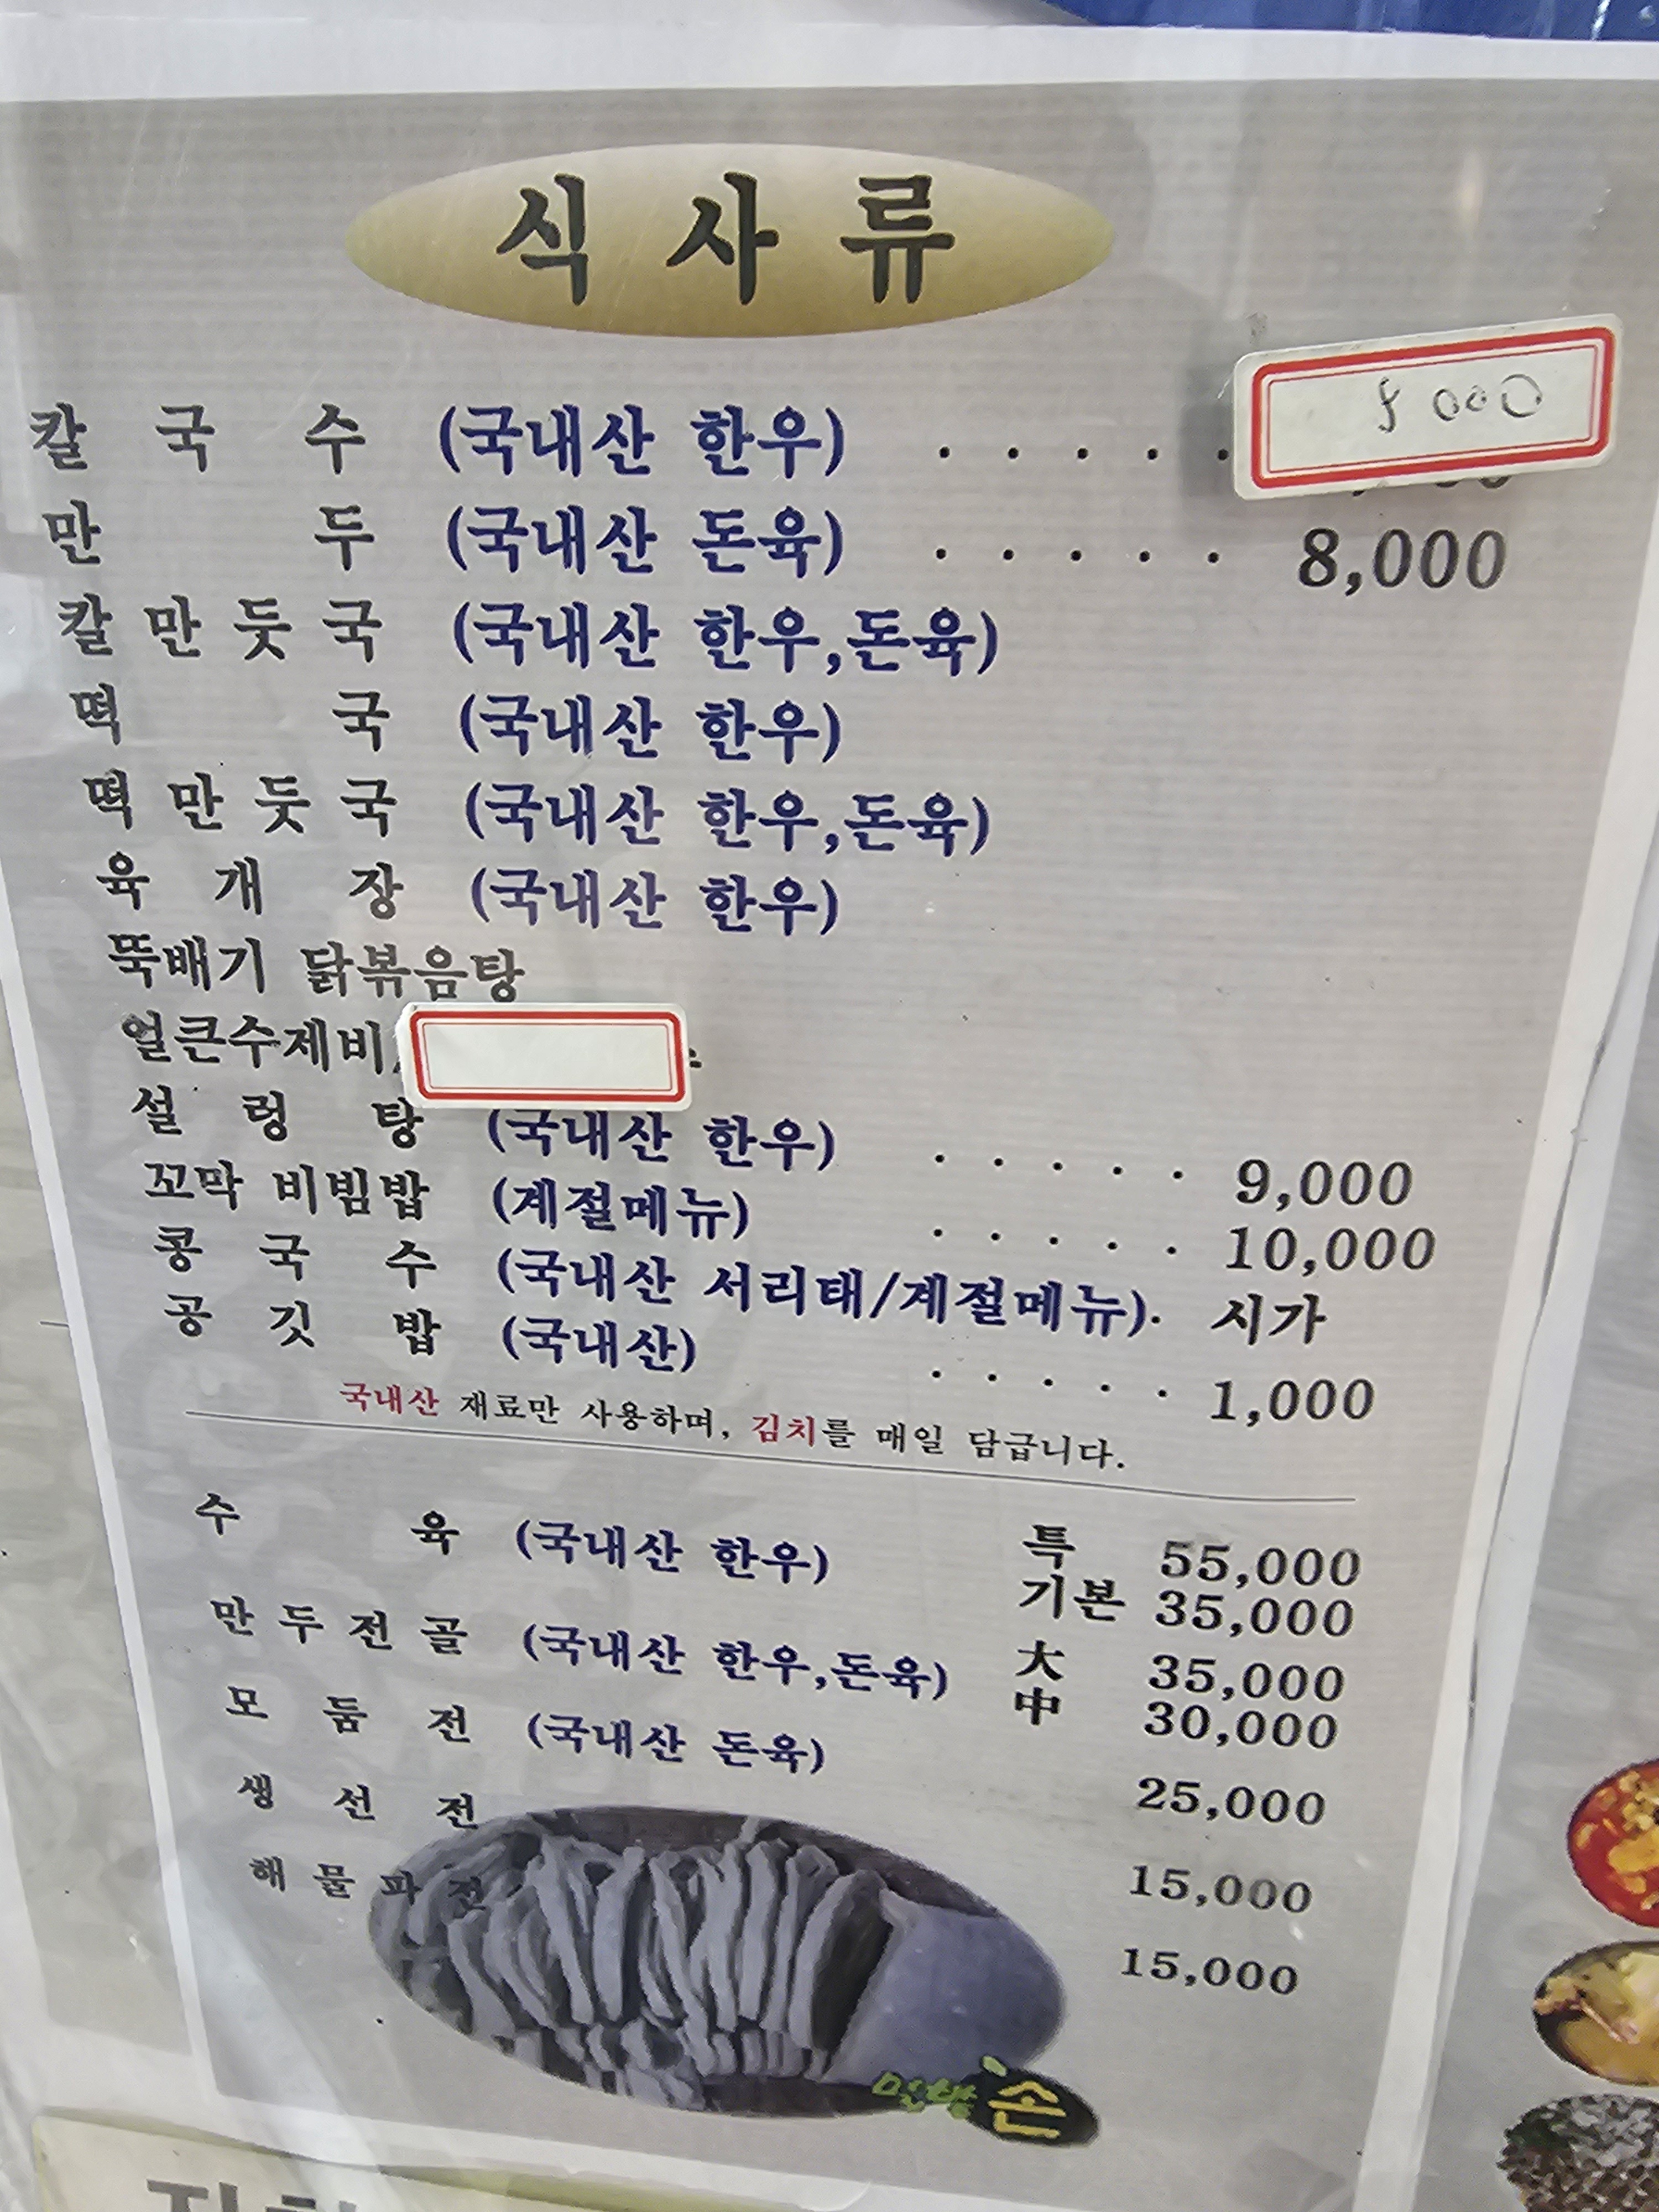 식사류
칼국수 (국내산 한우) . . . . .
만두 (국내산 돈육) . . . . . 8,000
칼만둣국 (국내산 한우,돈육)
떡국 (국내산 한우)
떡만둣국 (국내산 한우,돈육)
육개장 (국내산 한우)
뚝배기 닭볶음탕
얼큰수제비
설렁탕 (국내산 한우) . . . . . 9,000
꼬막 비빔밥 (계절메뉴) . . . . . 10,000
콩국수 (국내산 서리태/계절메뉴). 시가
공깃밥 (국내산) . . . . . 1,000
국내산 재료만 사용하며, 김치를 매일 담급니다.
수육 (국내산 한우) 특 55,000
기본 35,000
만두전골 (국내산 한우,돈육) 大 35,000
中 30,000
모둠전 (국내산 돈육) 25,000
생선전 15,000
해물파전 15,000
손